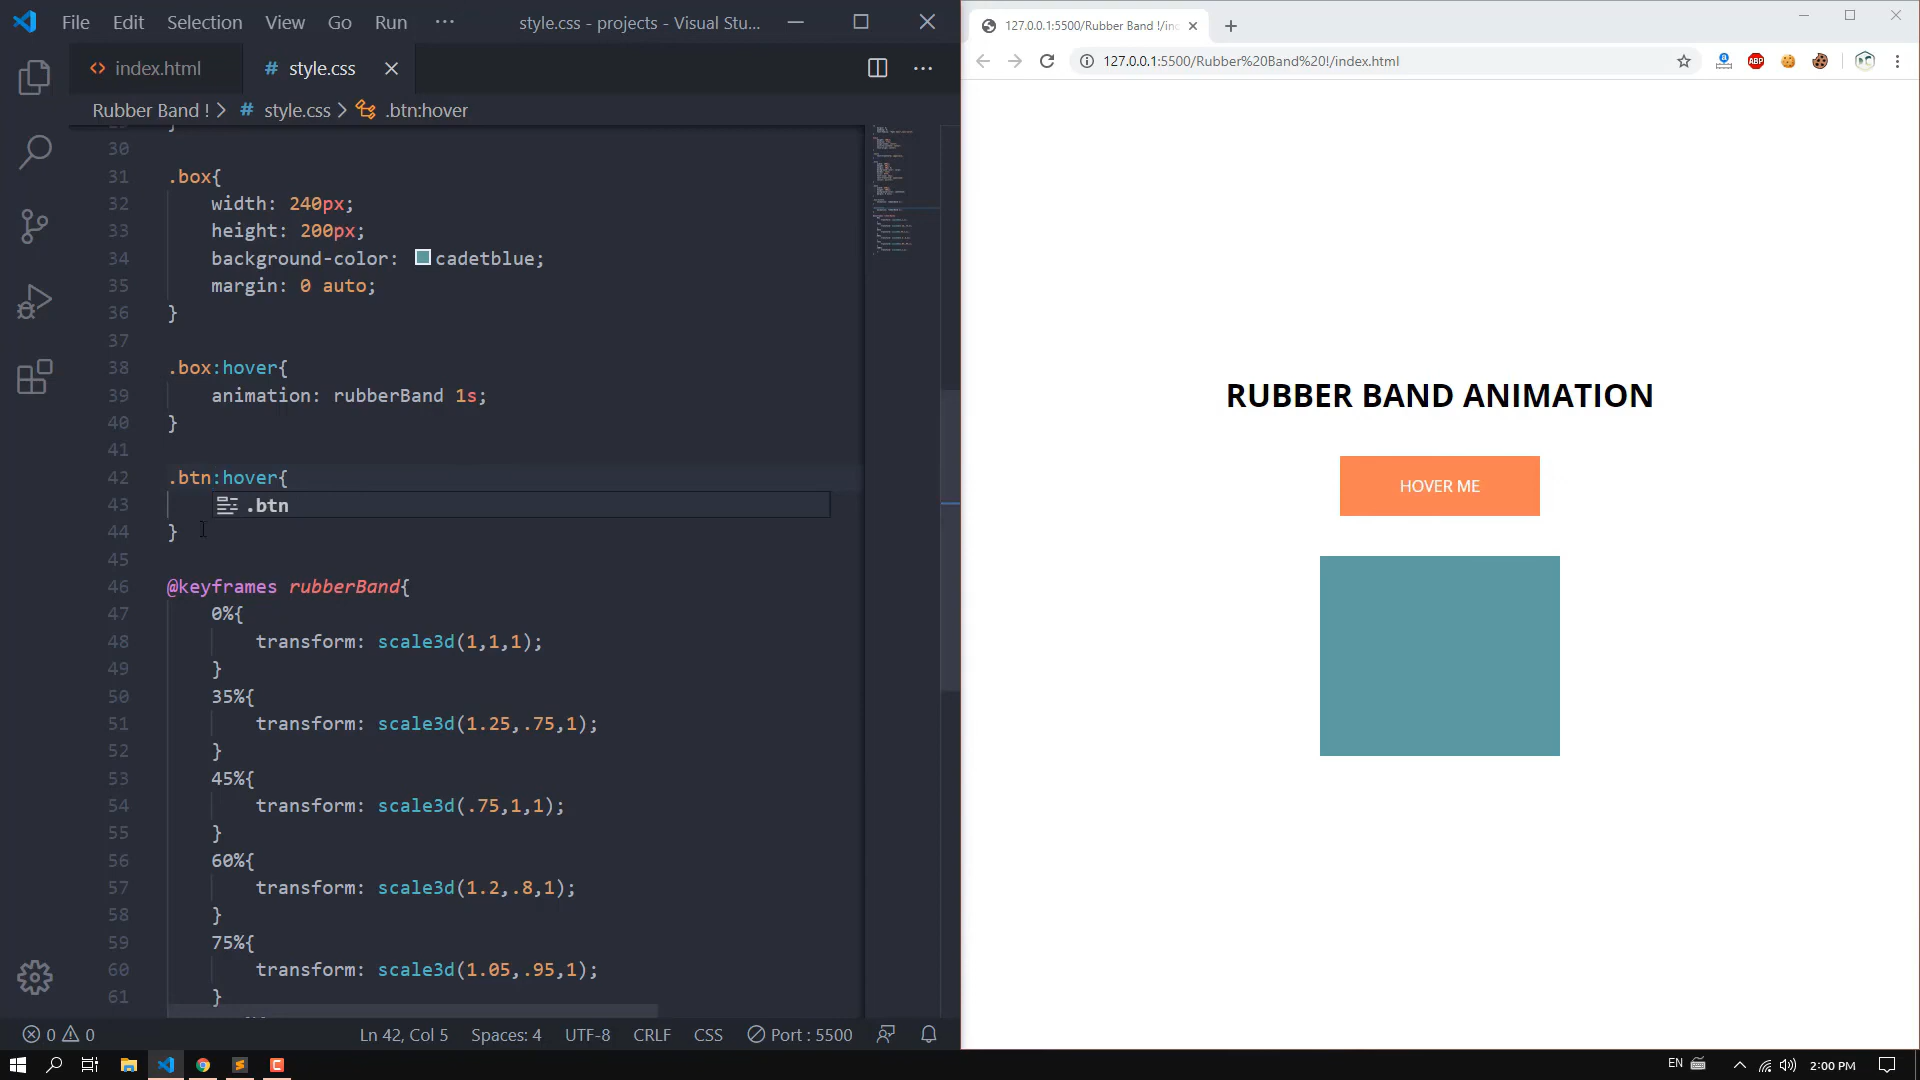 File Edit Selection View Go Run ··· style.css - projects - Visual Stu...
index.html # style.css
Rubber Band ! > # style.css > .btn:hover
30
31 .box{
32 width: 240px;
33 height: 200px;
34 background-color: cadetblue;
35 margin: 0 auto;
36 }
37
38 .box:hover{
39 animation: rubberBand 1s;
40 }
41
42 .btn:hover{
43 .btn
44 }
45
46 @keyframes rubberBand{
47 0%{
48 transform: scale3d(1,1,1);
49 }
50 35%{
51 transform: scale3d(1.25,.75,1);
52 }
53 45%{
54 transform: scale3d(.75,1,1);
55 }
56 60%{
57 transform: scale3d(1.2,.8,1);
58 }
59 75%{
60 transform: scale3d(1.05,.95,1);
61 }
0 0 Ln 42, Col 5 Spaces: 4 UTF-8 CRLF CSS Port : 5500
127.0.0.1:5500/Rubber Band !/in
127.0.0.1:5500/Rubber%20Band%20!/index.html
ABP
RUBBER BAND ANIMATION
HOVER ME
EN 2:00 PM